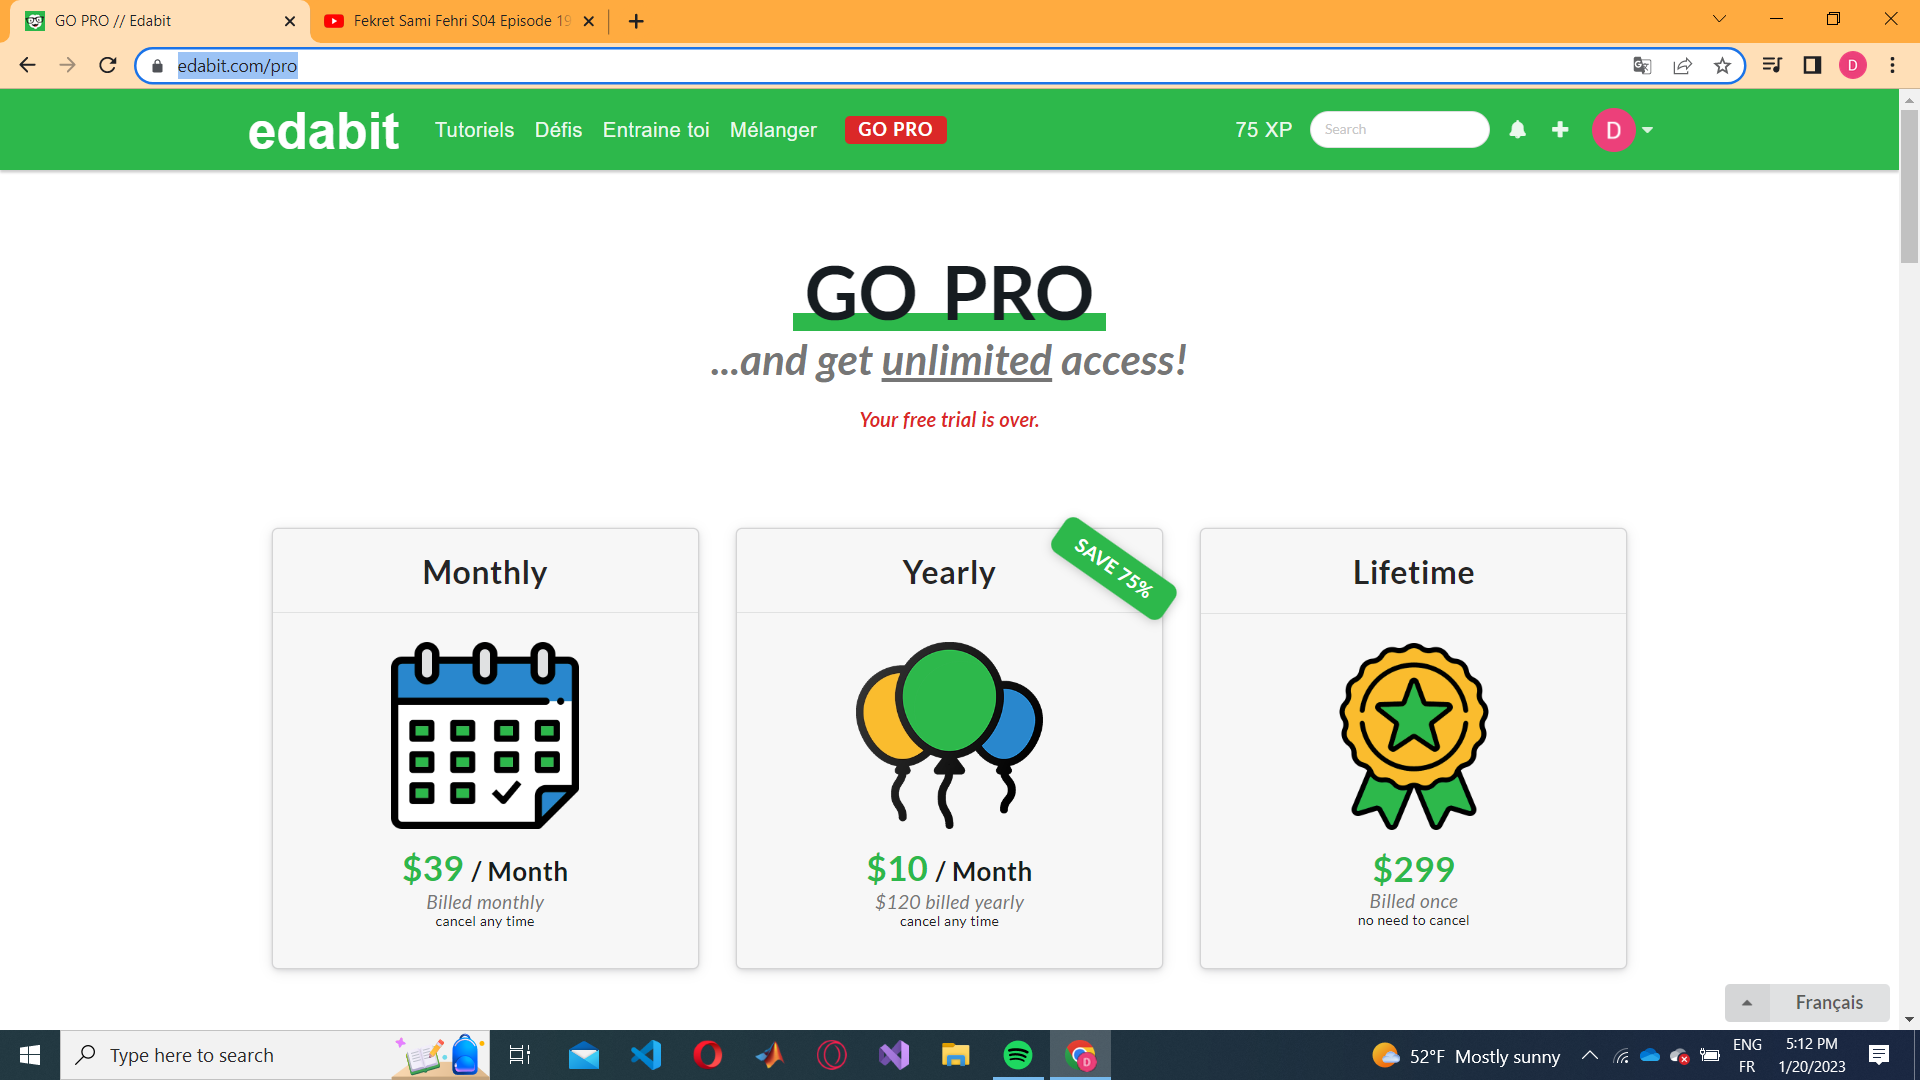 GO PRO // Edabit
Fekret Sami Fehri S04 Episode 19
edabit.com/pro
D
edabit
Tutoriels
Défis
Entraine toi
Mélanger
GO PRO
75 XP
Search
D
GO PRO
...and get unlimited access!
Your free trial is over.
Monthly
$39 / Month
Billed monthly
cancel any time
Yearly
SAVE 75%
$10 / Month
$120 billed yearly
cancel any time
Lifetime
$299
Billed once
no need to cancel
Français
Type here to search
D
52°F Mostly sunny
ENG
FR
5:12 PM
1/20/2023